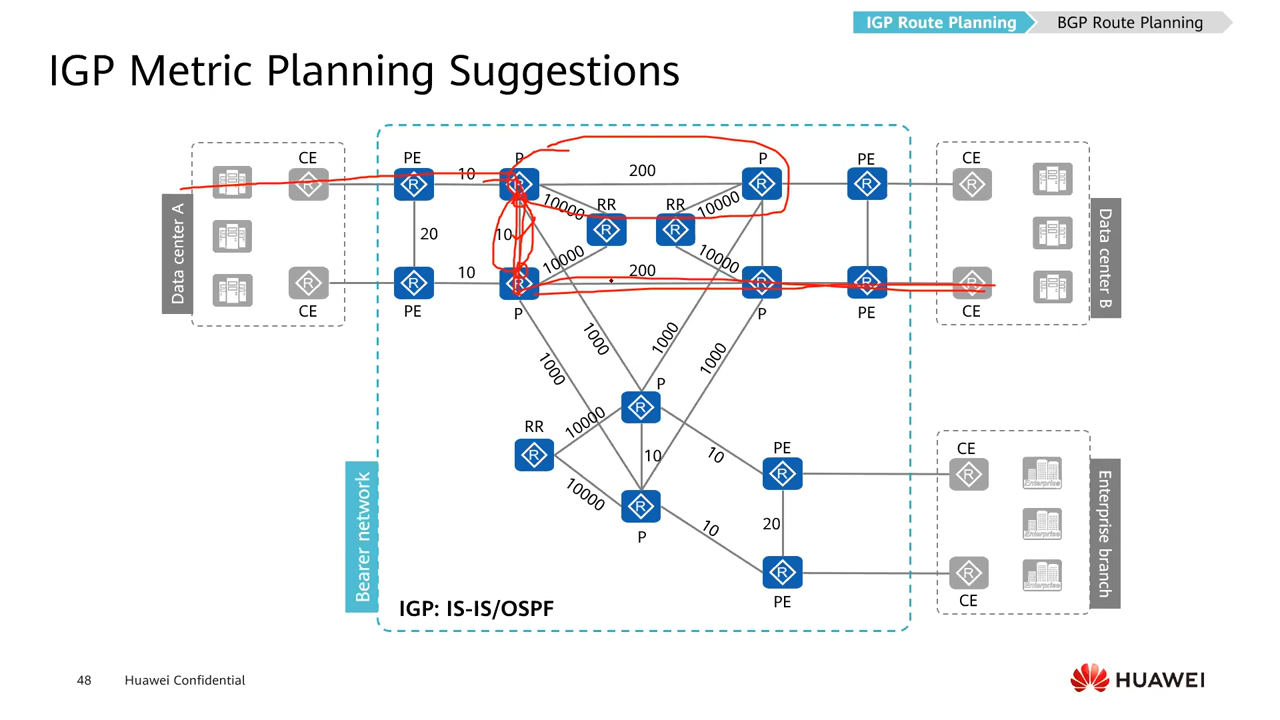 IGP Route Planning
BGP Route Planning
IGP Metric Planning Suggestions
CE
PE
P
P
PE
CE
10
200
10000
RR
RR
10000
Data center A
20
10
Data center B
10
10000
10000
200
CE
PE
P
P
PE
CE
1000
1000
1000
1000
P
RR
10000
10
10
PE
CE
10000
Enterprise
Enterprise
Enterprise
Enterprise branch
20
P
10
PE
CE
Bearer network
IGP: IS-IS/OSPF
48
Huawei Confidential
HUAWEI